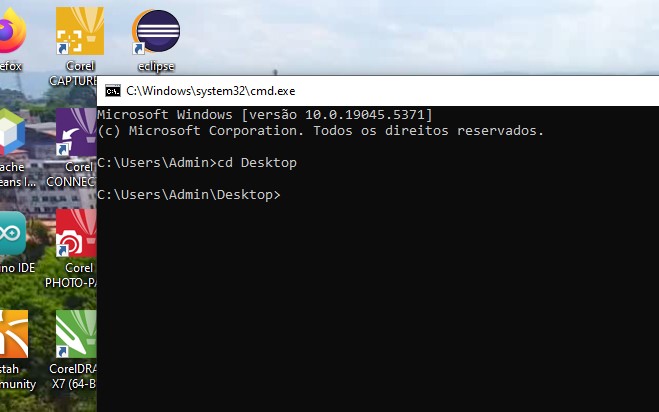 efox
Corel
CAPTURE
eclipse
C:\Windows\system32\cmd.exe
Microsoft Windows [versão 10.0.19045.5371]
(c) Microsoft Corporation. Todos os direitos reservados.
C:\Users\Admin>cd Desktop
C:\Users\Admin\Desktop>
ache
eans I...
Corel
CONNEC
no IDE
Corel
PHOTO-PA
stah
munity
CorelDRA
X7 (64-B